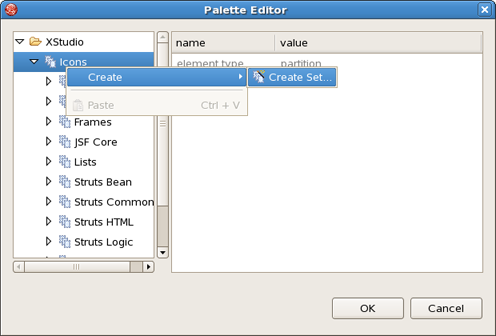 Palette Editor
XStudio
Icons
name value
element type partition
Create
Create Set...
Paste Ctrl + V
Frames
JSF Core
Lists
Struts Bean
Struts Common
Struts HTML
Struts Logic
OK Cancel